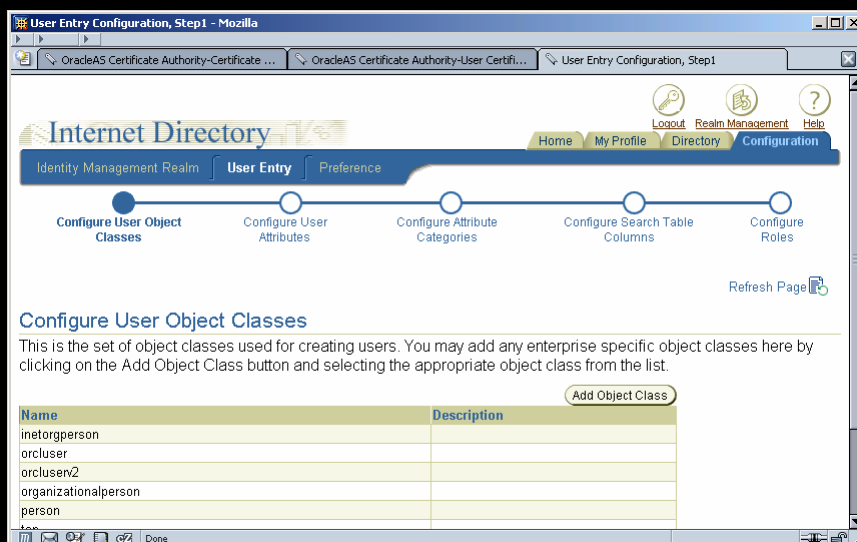 User Entry Configuration, Step1 - Mozilla
OracleAS Certificate Authority-Certificate ...
OracleAS Certificate Authority-User Certifi...
User Entry Configuration, Step1
Internet Directory
Logout
Realm Management
Help
Home
My Profile
Directory
Configuration
Identity Management Realm
User Entry
Preference
Configure User Object
Classes
Configure User
Attributes
Configure Attribute
Categories
Configure Search Table
Columns
Configure
Roles
Refresh Page
Configure User Object Classes
This is the set of object classes used for creating users. You may add any enterprise specific object classes here by
clicking on the Add Object Class button and selecting the appropriate object class from the list.
Add Object Class
Name
Description
inetorgperson
orcluser
orcluserv2
organizationalperson
person
top
Done